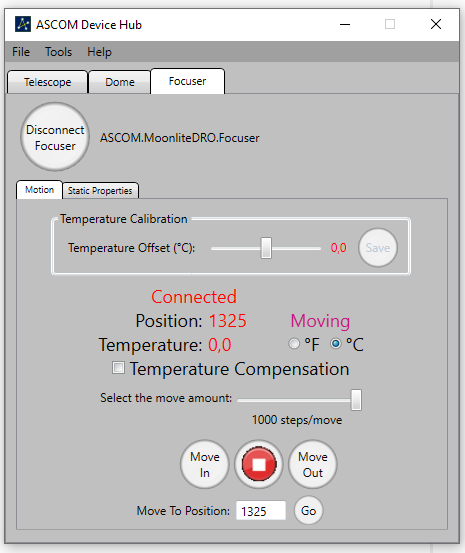 ASCOM Device Hub
File Tools Help
Telescope Dome Focuser
Disconnect
Focuser
ASCOM.MoonliteDRO.Focuser
Motion Static Properties
Temperature Calibration
Temperature Offset (°C): 0,0 Save
Connected
Position: 1325 Moving
Temperature: 0,0 °F °C
Temperature Compensation
Select the move amount:
1000 steps/move
Move
In
Move
Out
Move To Position: 1325 Go